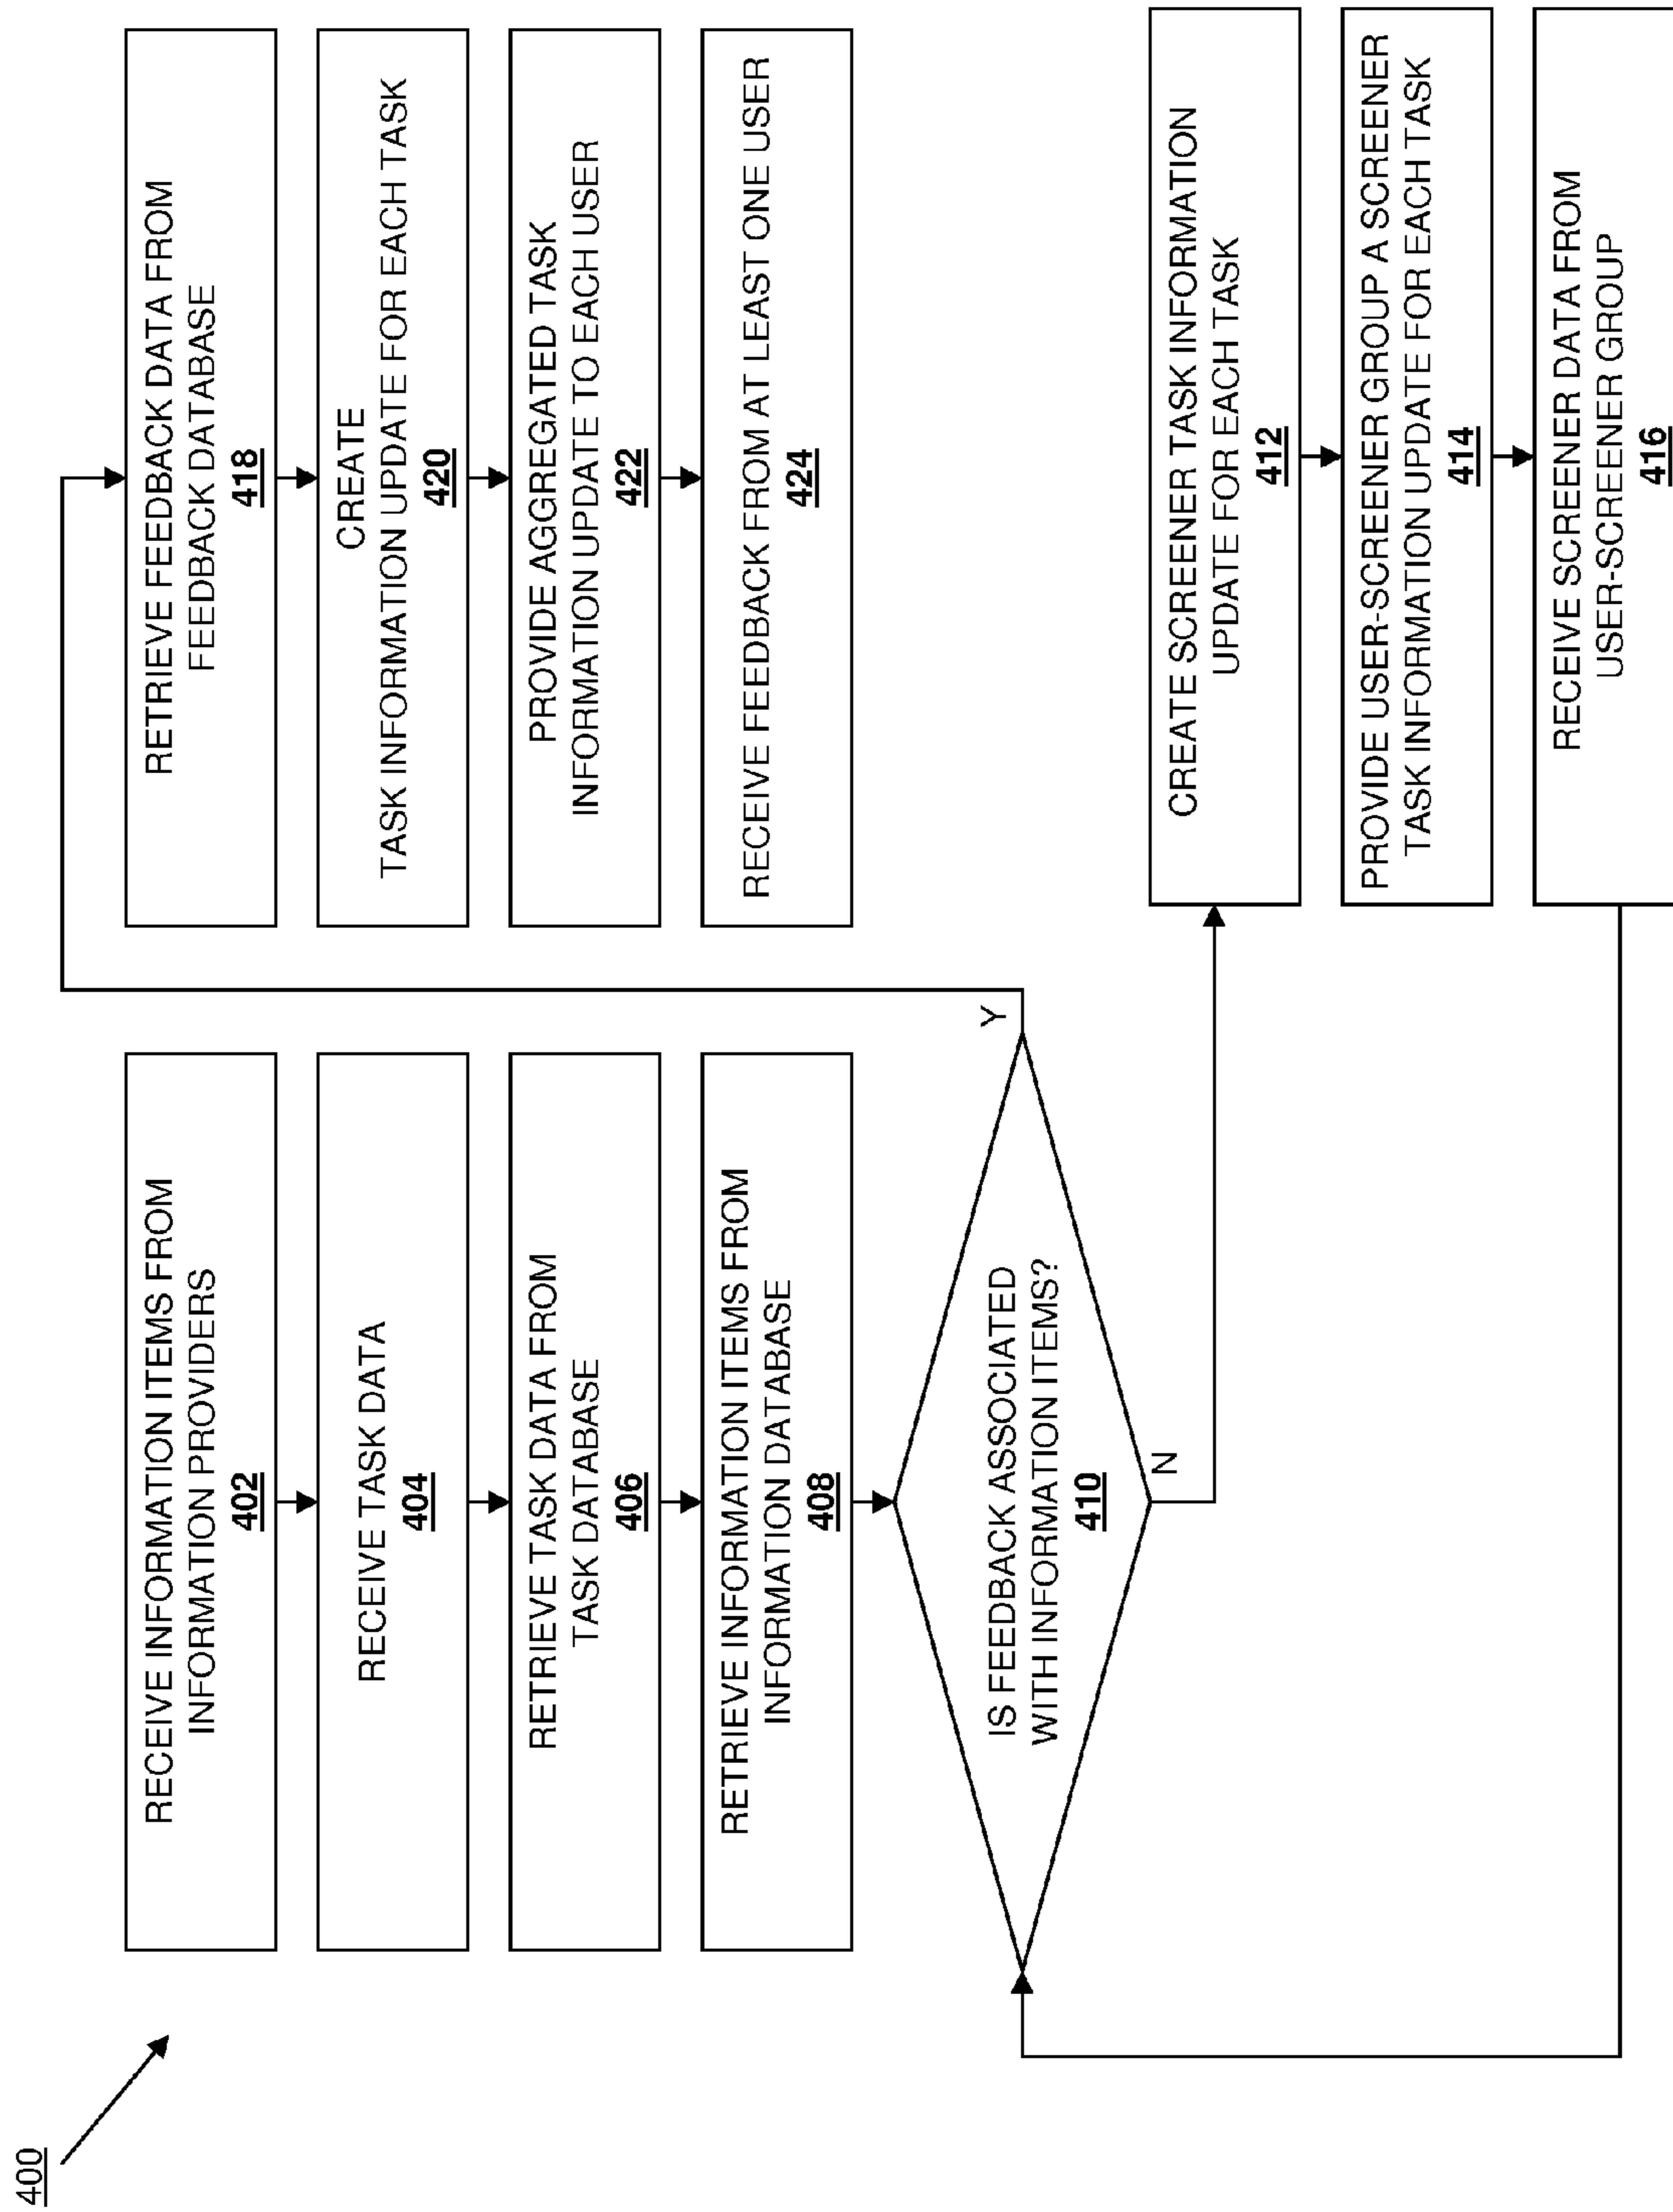 400
RECEIVE INFORMATION ITEMS FROM
INFORMATION PROVIDERS
402
RECEIVE TASK DATA
404
RETRIEVE TASK DATA FROM
TASK DATABASE
406
RETRIEVE INFORMATION ITEMS FROM
INFORMATION DATABASE
408
IS FEEDBACK ASSOCIATED
WITH INFORMATION ITEMS?
410
Y
N
CREATE SCREENER TASK INFORMATION
UPDATE FOR EACH TASK
412
PROVIDE USER-SCREENER GROUP A SCREENER
TASK INFORMATION UPDATE FOR EACH TASK
414
RECEIVE SCREENER DATA FROM
USER-SCREENER GROUP
416
RETRIEVE FEEDBACK DATA FROM
FEEDBACK DATABASE
418
CREATE
TASK INFORMATION UPDATE FOR EACH TASK
420
PROVIDE AGGREGATED TASK
INFORMATION UPDATE TO EACH USER
422
RECEIVE FEEDBACK FROM AT LEAST ONE USER
424